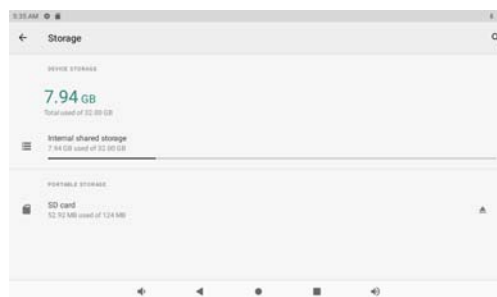 5:35 AM
Storage
DEVICE STORAGE
7.94 GB
Total used of 32.00 GB
Internal shared storage
7.94 GB used of 32.00 GB
PORTABLE STORAGE
SD card
52.92 MB used of 124 MB